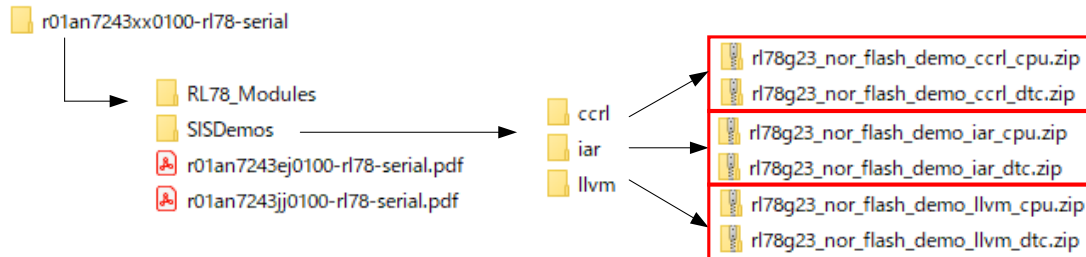 r01an7243xx0100-rl78-serial
RL78_Modules
SISDemos
r01an7243ej0100-rl78-serial.pdf
r01an7243jj0100-rl78-serial.pdf
ccrl
iar
llvm
rl78g23_nor_flash_demo_ccrl_cpu.zip
rl78g23_nor_flash_demo_ccrl_dtc.zip
rl78g23_nor_flash_demo_iar_cpu.zip
rl78g23_nor_flash_demo_iar_dtc.zip
rl78g23_nor_flash_demo_llvm_cpu.zip
rl78g23_nor_flash_demo_llvm_dtc.zip